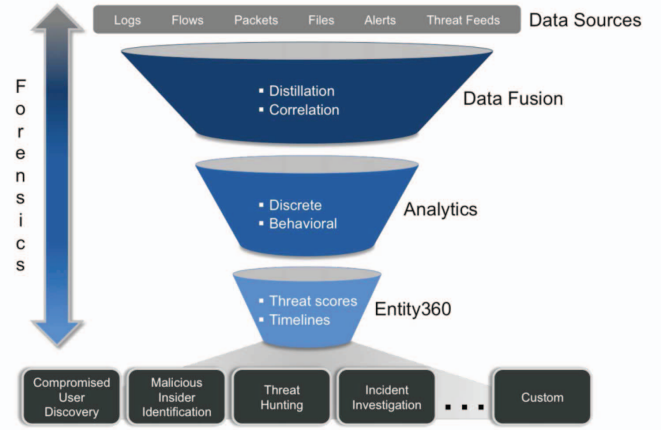 Logs Flows Packets Files Alerts Threat Feeds Data Sources
Forensics
▪ Distillation
▪ Correlation
Data Fusion
▪ Discrete
▪ Behavioral
Analytics
▪ Threat scores
▪ Timelines
Entity360
Compromised
User
Discovery
Malicious
Insider
Identification
Threat
Hunting
Incident
Investigation
...
Custom